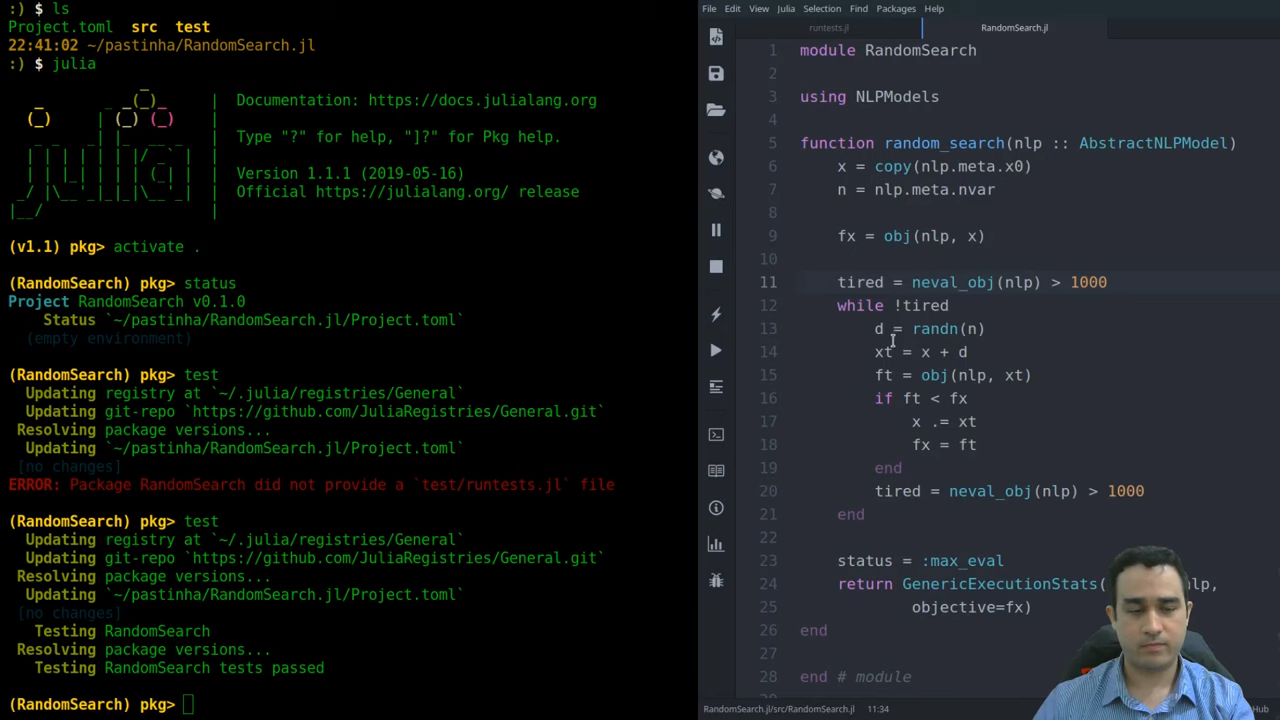 :) $ ls
Project.toml src test
22:41:02 ~/pastinha/RandomSearch.jl
:) $ julia
Documentation: https://docs.julialang.org
Type "?" for help, "]?" for Pkg help.
Version 1.1.1 (2019-05-16)
Official https://julialang.org/ release
(v1.1) pkg> activate .
(RandomSearch) pkg> status
Project RandomSearch v0.1.0
Status `~/pastinha/RandomSearch.jl/Project.toml`
(empty environment)
(RandomSearch) pkg> test
Updating registry at `~/.julia/registries/General`
Updating git-repo `https://github.com/JuliaRegistries/General.git`
Resolving package versions...
Updating `~/pastinha/RandomSearch.jl/Project.toml`
[no changes]
ERROR: Package RandomSearch did not provide a `test/runtests.jl` file
(RandomSearch) pkg> test
Updating registry at `~/.julia/registries/General`
Updating git-repo `https://github.com/JuliaRegistries/General.git`
Resolving package versions...
Updating `~/pastinha/RandomSearch.jl/Project.toml`
[no changes]
Testing RandomSearch
Resolving package versions...
Testing RandomSearch tests passed
(RandomSearch) pkg>
File Edit View Julia Selection Find Packages Help
runtests.jl RandomSearch.jl
1 module RandomSearch
2
3 using NLPModels
4
5 function random_search(nlp :: AbstractNLPModel)
6 x = copy(nlp.meta.x0)
7 n = nlp.meta.nvar
8
9 fx = obj(nlp, x)
10
11 tired = neval_obj(nlp) > 1000
12 while !tired
13 d = randn(n)
14 xt = x + d
15 ft = obj(nlp, xt)
16 if ft < fx
17 x .= xt
18 fx = ft
19 end
20 tired = neval_obj(nlp) > 1000
21 end
22
23 status = :max_eval
24 return GenericExecutionStats( nlp,
25 objective=fx)
26 end
27
28 end # module
RandomSearch.jl/src/RandomSearch.jl 11:34